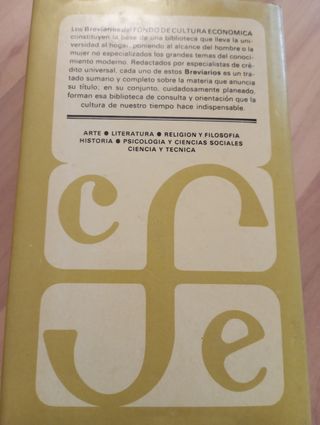 Los Breviarios del FONDO DE CULTURA ECONOMICA
constituyen la base de una biblioteca que lleva la uni-
versidad al hogar, poniendo al alcance del hombre o la
mujer no especializados los grandes temas del conoci-
miento moderno. Redactados por especialistas de cré-
dito universal, cada uno de estos Breviarios es un tra-
tado sumario y completo sobre la materia que anuncia
su título; en su conjunto, cuidadosamente planeado,
forman esa biblioteca de consulta y orientación que la
cultura de nuestro tiempo hace indispensable.
ARTE ● LITERATURA ● RELIGION Y FILOSOFIA
HISTORIA ● PSICOLOGIA Y CIENCIAS SOCIALES
CIENCIA Y TECNICA
c f
e